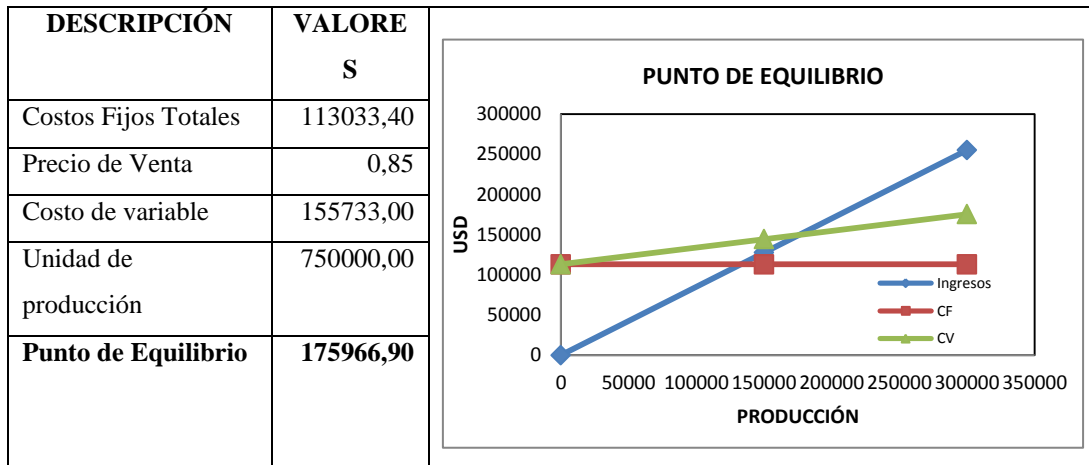 DESCRIPCIÓN
VALORE
S
Costos Fijos Totales
113033,40
Precio de Venta
0,85
Costo de variable
155733,00
Unidad de
producción
750000,00
Punto de Equilibrio
175966,90
PUNTO DE EQUILIBRIO
300000
250000
200000
150000
100000
50000
0
USD
Ingresos
CF
CV
0 50000 100000 150000 200000 250000 300000 350000
PRODUCCIÓN